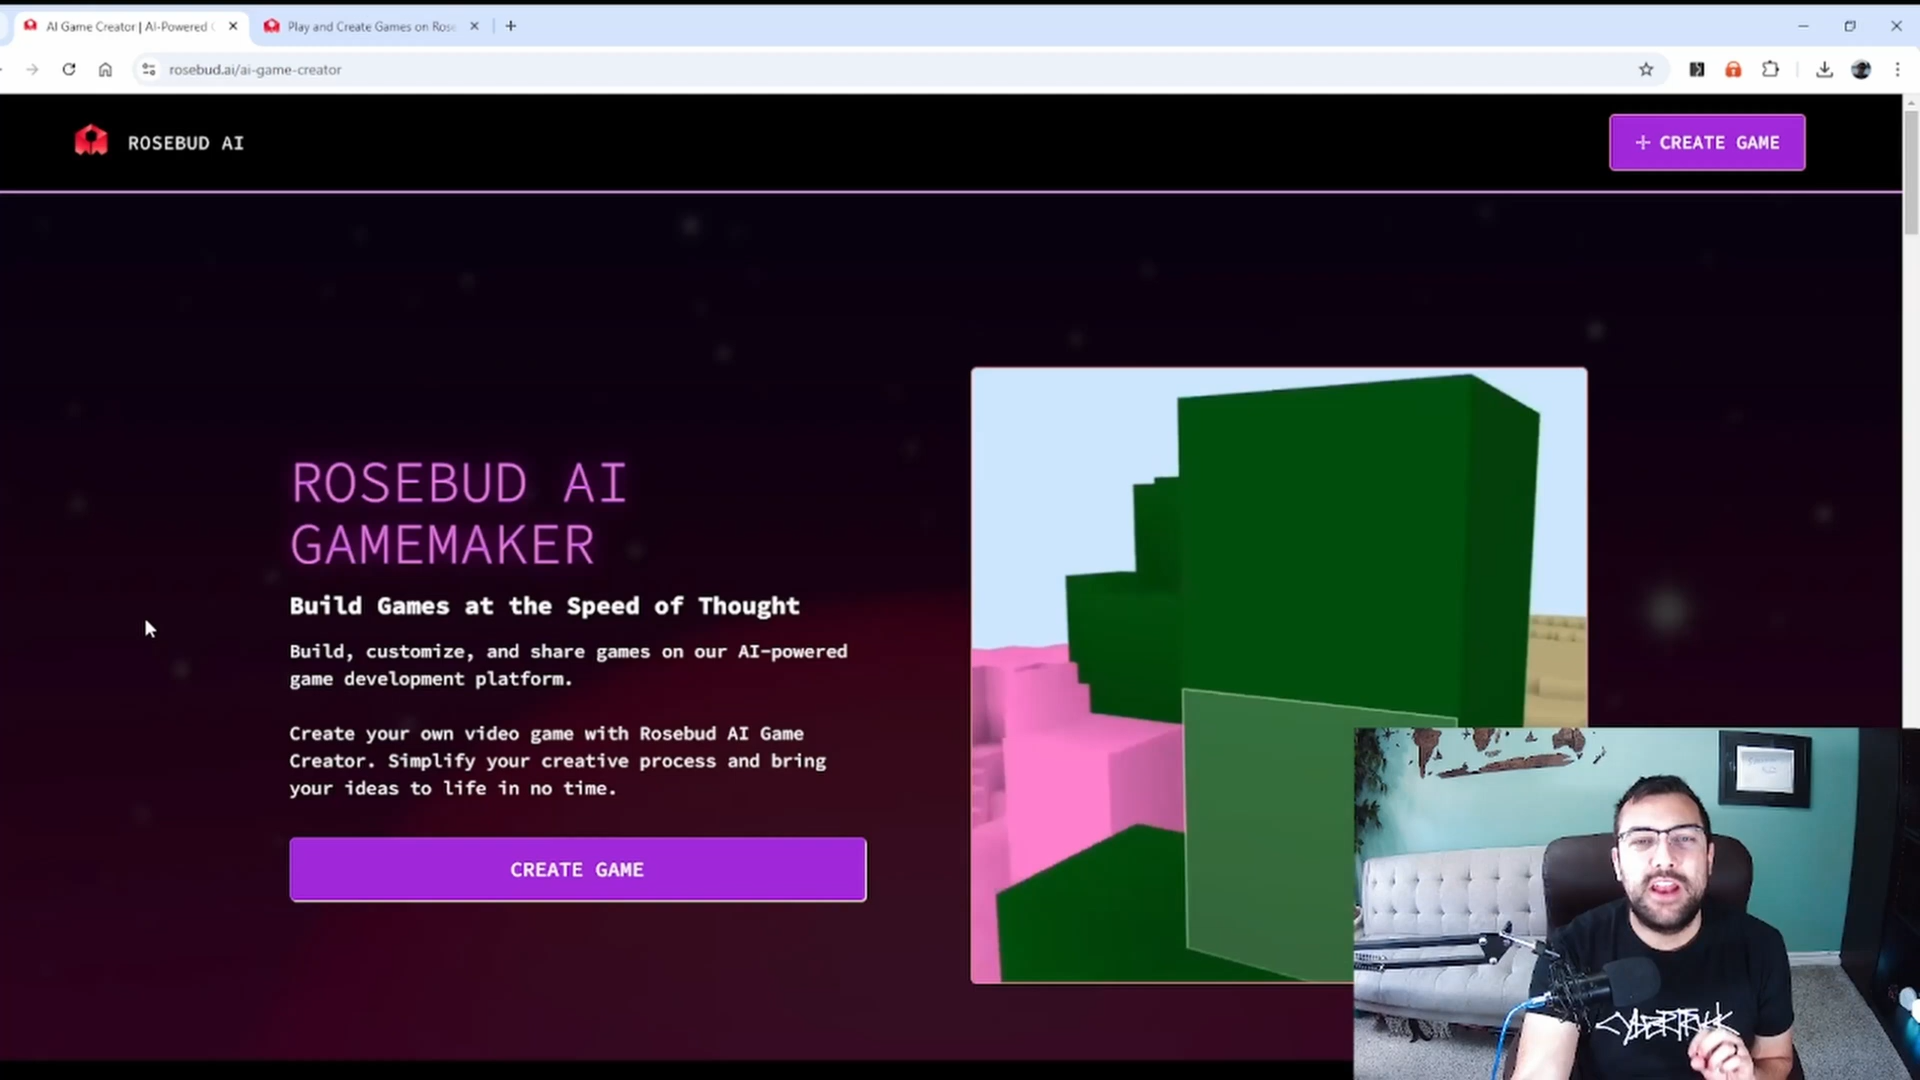 AI Game Creator | AI-Powered
Play and Create Games on Rose
rosebud.ai/ai-game-creator
ROSEBUD AI
+ CREATE GAME
ROSEBUD AI
GAMEMAKER
Build Games at the Speed of Thought
Build, customize, and share games on our AI-powered
game development platform.
Create your own video game with Rosebud AI Game
Creator. Simplify your creative process and bring
your ideas to life in no time.
CREATE GAME
CYBERTRUCK